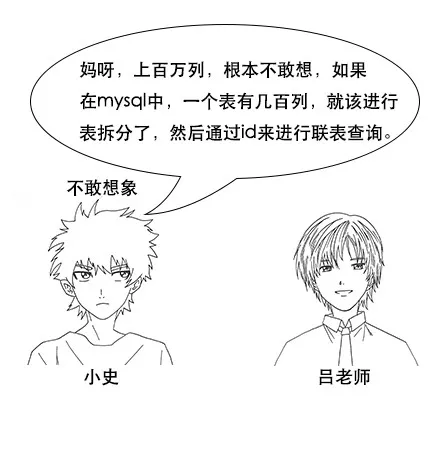 妈呀，上百万列，根本不敢想，如果
在mysql中，一个表有几百列，就该进行
表拆分了，然后通过id来进行联表查询。
不敢想象
小史
吕老师